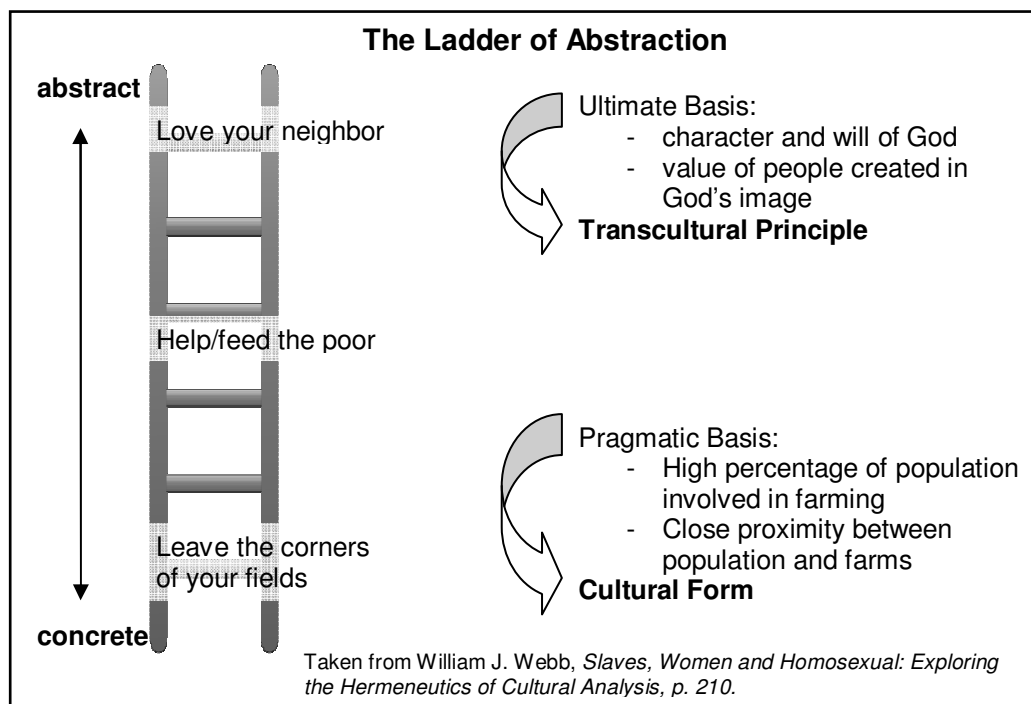 The Ladder of Abstraction
abstract
Love your neighbor
Help/feed the poor
Leave the corners
of your fields
concrete
Ultimate Basis:
- character and will of God
- value of people created in
God's image
Transcultural Principle
Pragmatic Basis:
- High percentage of population
involved in farming
- Close proximity between
population and farms
Cultural Form
Taken from William J. Webb, Slaves, Women and Homosexual: Exploring
the Hermeneutics of Cultural Analysis, p. 210.